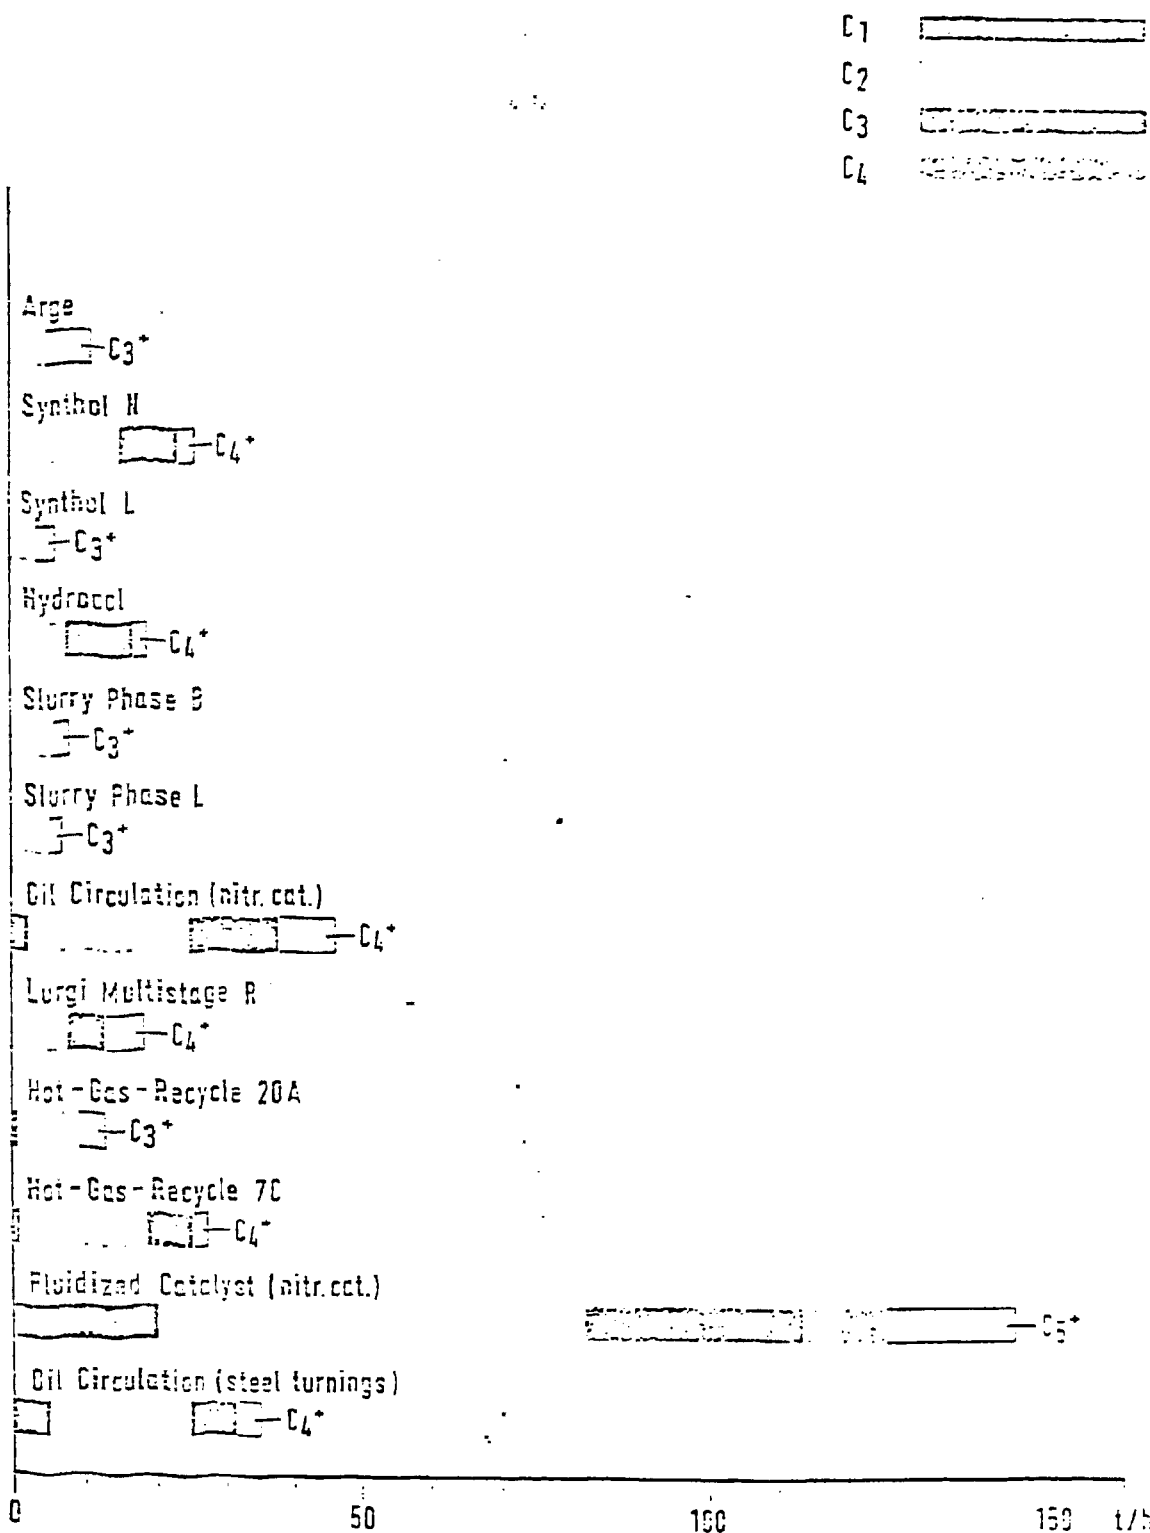 C1
C2
C3
C4
Arge
C3+
Synthol H
C4+
Synthol L
C3+
Hydrocol
C4+
Slurry Phase B
C3+
Slurry Phase L
C3+
Oil Circulation (nitr. cat.)
C4+
Lurgi Multistage R
C4+
Hot-Gas-Recycle 20A
C3+
Hot-Gas-Recycle 7C
C4+
Fluidized Catalyst (nitr. cat.)
C5+
Oil Circulation (steel turnings)
C4+
0 50 100 150 t/h